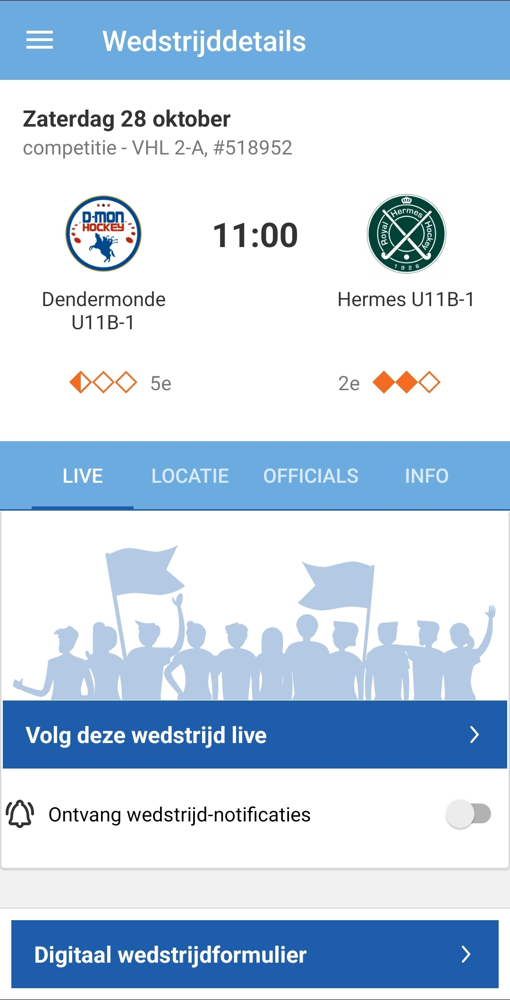 Wedstrijddetails
Zaterdag 28 oktober
competitie - VHL 2-A, #518952
D-MON
HOCKEY
11:00
Royal Hermes Hockey
1928
Dendermonde
U11B-1
Hermes U11B-1
5e
2e
LIVE
LOCATIE
OFFICIALS
INFO
Volg deze wedstrijd live
Ontvang wedstrijd-notificaties
Digitaal wedstrijdformulier